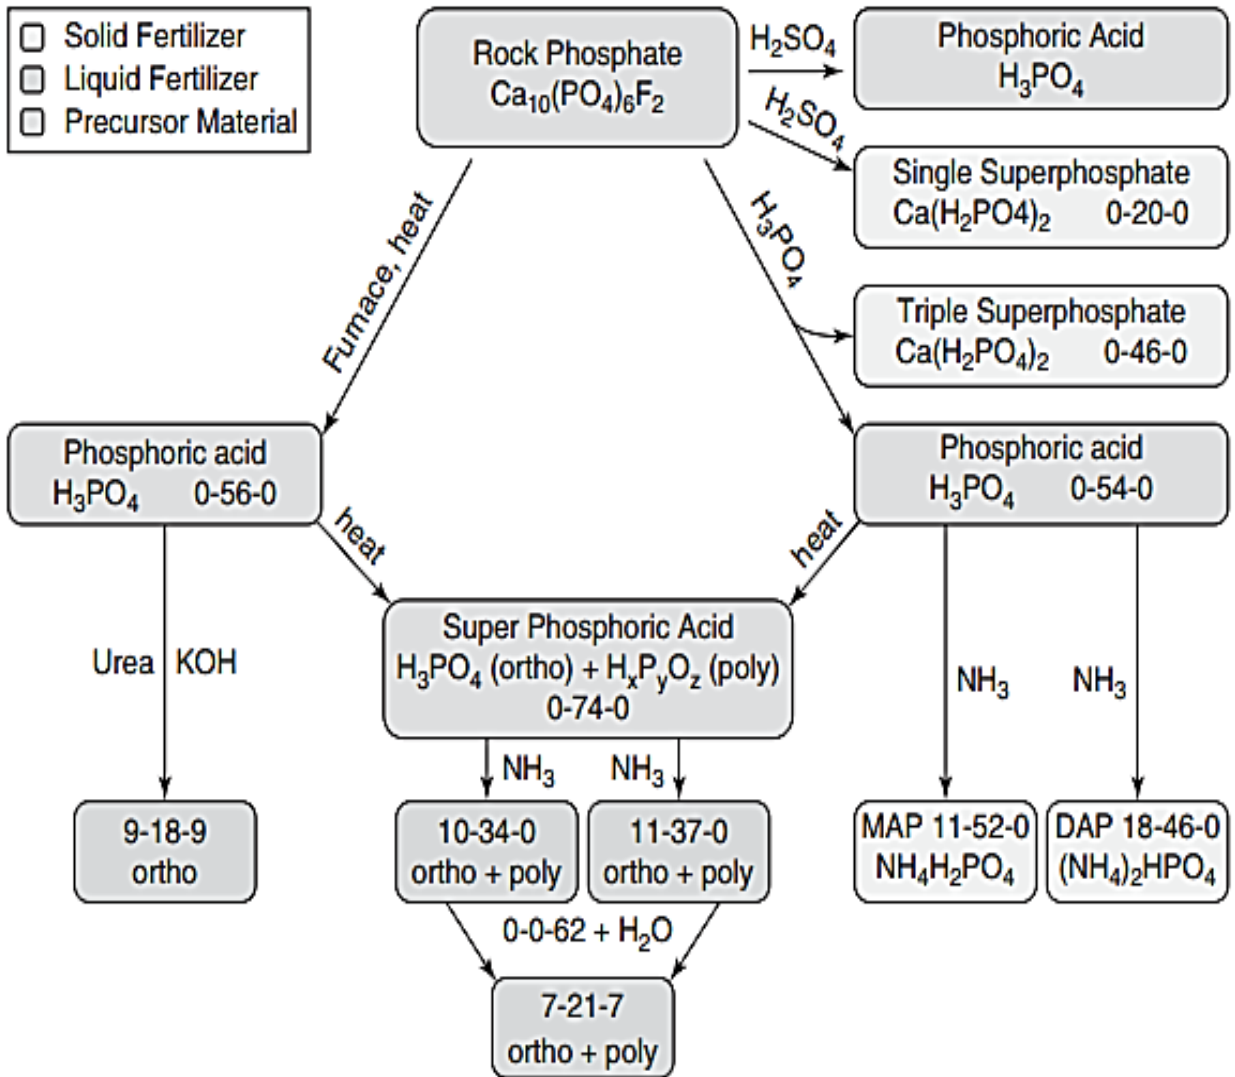 Solid Fertilizer
Liquid Fertilizer
Precursor Material
Rock Phosphate
Ca₁₀(PO₄)₆F₂
H₂SO₄
Phosphoric Acid
H₃PO₄
H₂SO₄
Single Superphosphate
Ca(H₂PO4)₂ 0-20-0
Furnace, heat
H₃PO₄
Triple Superphosphate
Ca(H₂PO₄)₂ 0-46-0
Phosphoric acid
H₃PO₄ 0-56-0
Phosphoric acid
H₃PO₄ 0-54-0
heat
heat
Super Phosphoric Acid
H₃PO₄ (ortho) + HₓPᵧO_z (poly)
0-74-0
Urea KOH
NH₃ NH₃
NH₃ NH₃
9-18-9
ortho
10-34-0
ortho + poly
11-37-0
ortho + poly
MAP 11-52-0
NH₄H₂PO₄
DAP 18-46-0
(NH₄)₂HPO₄
0-0-62 + H₂O
7-21-7
ortho + poly